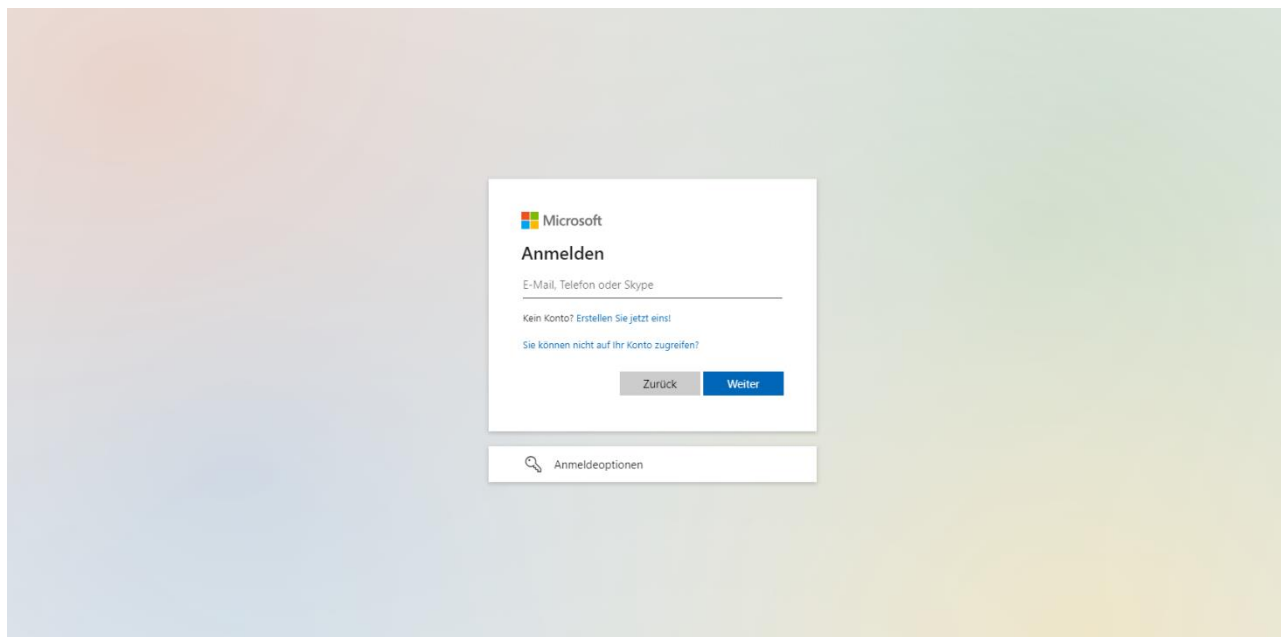 Microsoft
Anmelden
E-Mail, Telefon oder Skype
Kein Konto? Erstellen Sie jetzt eins!
Sie können nicht auf Ihr Konto zugreifen?
Zurück Weiter
Anmeldeoptionen